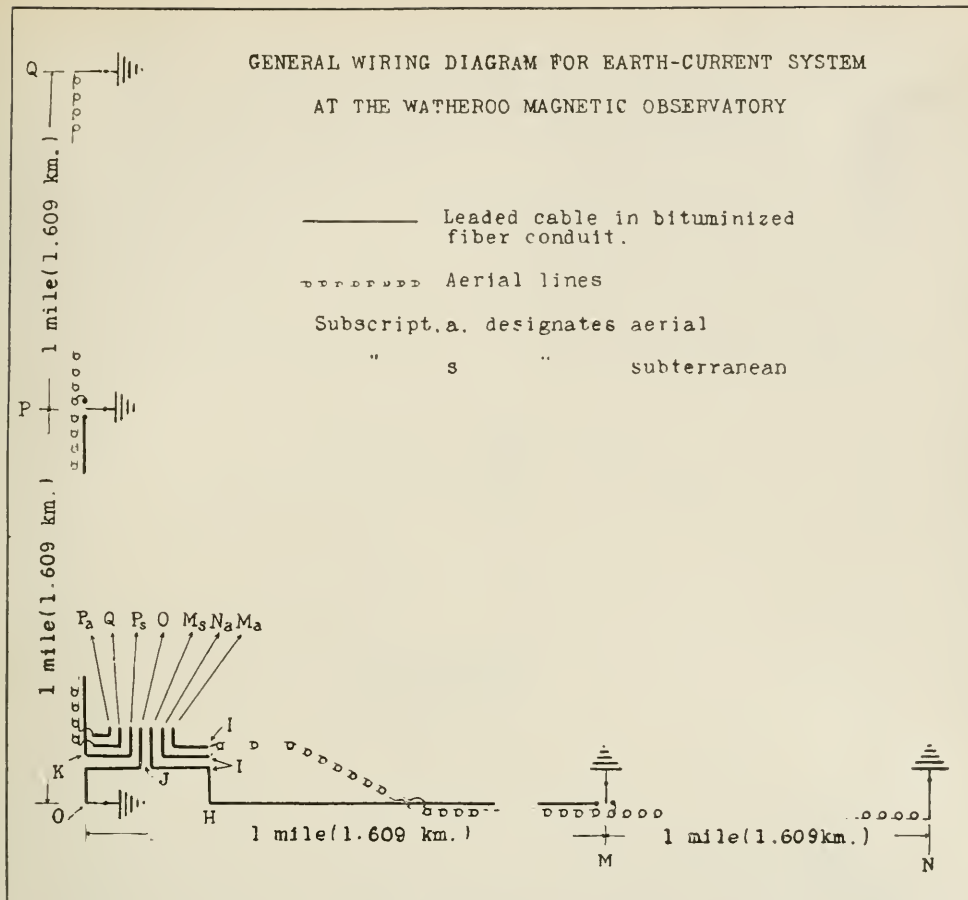 GENERAL WIRING DIAGRAM FOR EARTH-CURRENT SYSTEM
AT THE WATHEROO MAGNETIC OBSERVATORY
Leaded cable in bituminized
fiber conduit.
Aerial lines
Subscript.a. designates aerial
" s " subterranean
Q
1 mile(1.609 km.)
P
1 mile(1.609 km.)
Pa Q Ps O Ms Na Ma
I
K
J
I
O
H
1 mile(1.609 km.)
M
1 mile(1.609km.)
N